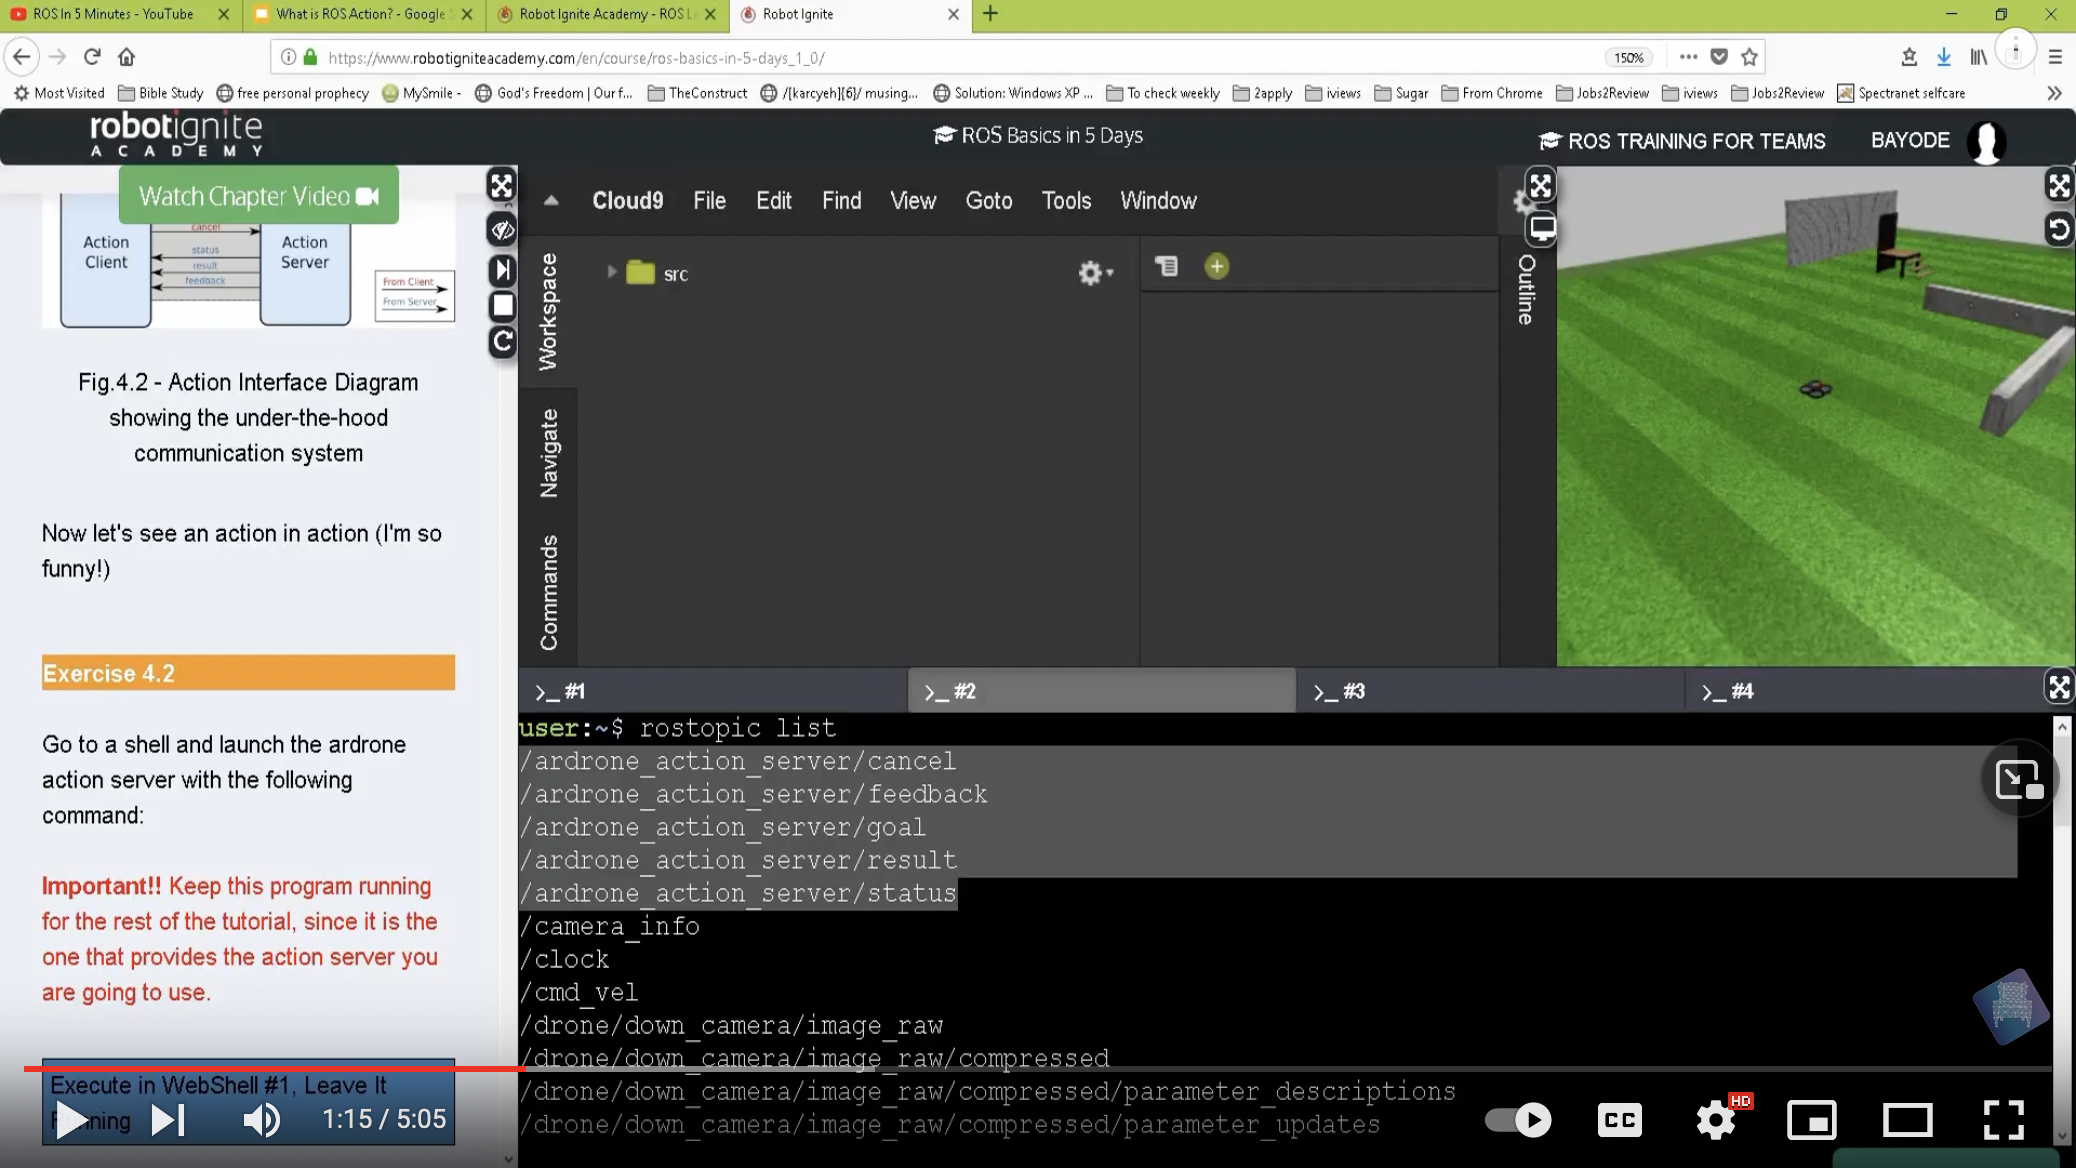 ROS In 5 Minutes - YouTube
What is ROS Action? - Google S
Robot Ignite Academy - ROS L
Robot Ignite
https://www.robotigniteacademy.com/en/course/ros-basics-in-5-days_1_0/
150%
Most Visited
Bible Study
free personal prophecy
MySmile -
God's Freedom | Our f...
TheConstruct
/[karcyeh]{6}/ musing...
Solution: Windows XP ...
To check weekly
2apply
iviews
Sugar
From Chrome
Jobs2Review
iviews
Jobs2Review
Spectranet selfcare
robotignite
ACADEMY
ROS Basics in 5 Days
ROS TRAINING FOR TEAMS
BAYODE
Watch Chapter Video
Action
Client
cancel
status
result
feedback
Action
Server
From Client
From Server
Fig.4.2 - Action Interface Diagram
showing the under-the-hood
communication system
Now let's see an action in action (I'm so
funny!)
Exercise 4.2
Go to a shell and launch the ardrone
action server with the following
command:
Important!! Keep this program running
for the rest of the tutorial, since it is the
one that provides the action server you
are going to use.
Execute in WebShell #1, Leave It
Running
1:15 / 5:05
Cloud9
File
Edit
Find
View
Goto
Tools
Window
Workspace
Navigate
Commands
src
Outline
>_ #1
>_ #2
>_ #3
>_ #4
user:~$ rostopic list
/ardrone_action_server/cancel
/ardrone_action_server/feedback
/ardrone_action_server/goal
/ardrone_action_server/result
/ardrone_action_server/status
/camera_info
/clock
/cmd_vel
/drone/down_camera/image_raw
/drone/down_camera/image_raw/compressed
/drone/down_camera/image_raw/compressed/parameter_descriptions
/drone/down_camera/image_raw/compressed/parameter_updates
CC
HD